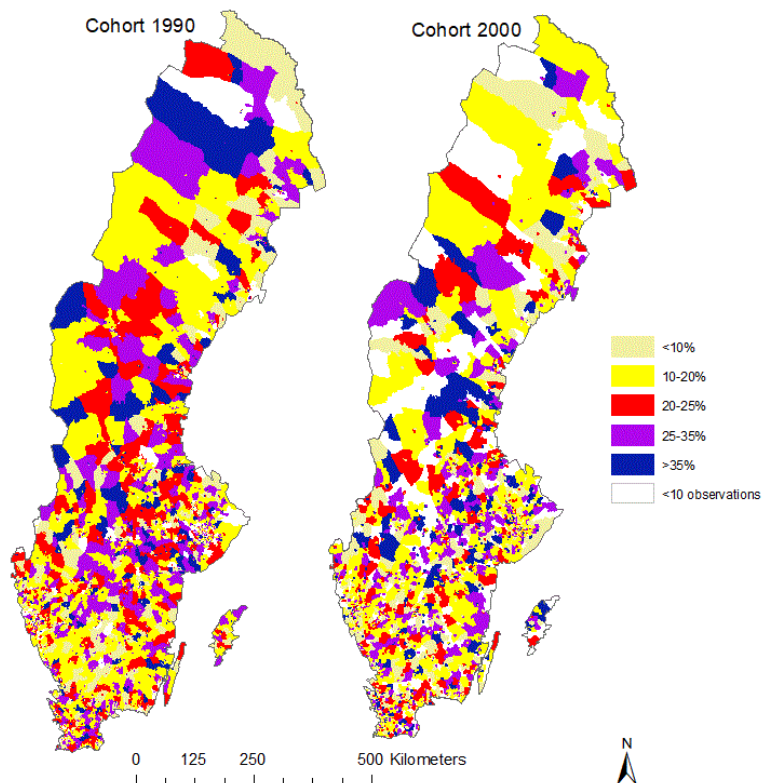 Cohort 1990
Cohort 2000
<10%
10-20%
20-25%
25-35%
>35%
<10 observations
0 125 250 500 Kilometers
N